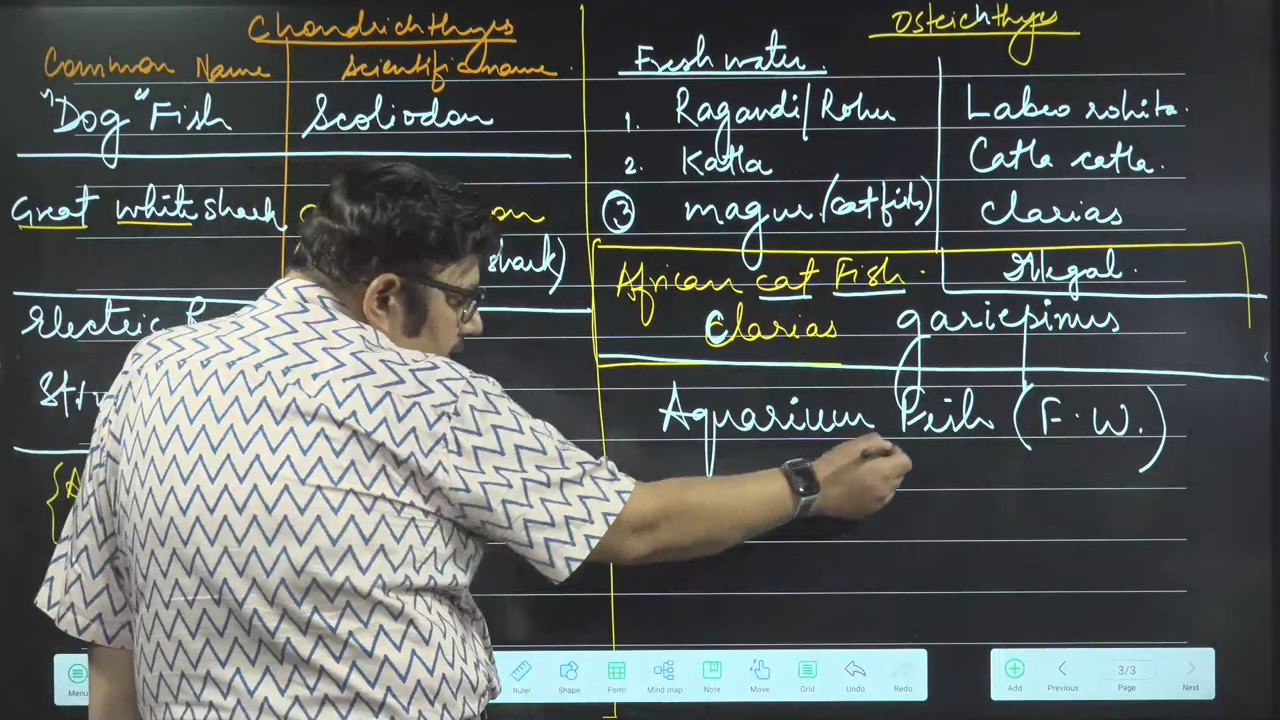 Chondrichthyes
Common Name Scientific name.
"Dog" Fish Scoliodon
Great white shark
shark)
Electric
Osteichthyes
Fresh water.
1. Ragandi/Rohu Labeo rohita.
2. Katla Catla catla.
3 magur. (cat fish) Clarias
African cat Fish. Illegal.
Clarias gariepinus
Aquarium Fish (F.W.)
Menu Ruler Shape Form Mind map Note Move Grid Undo Redo
Add Previous 3/3 Page Next